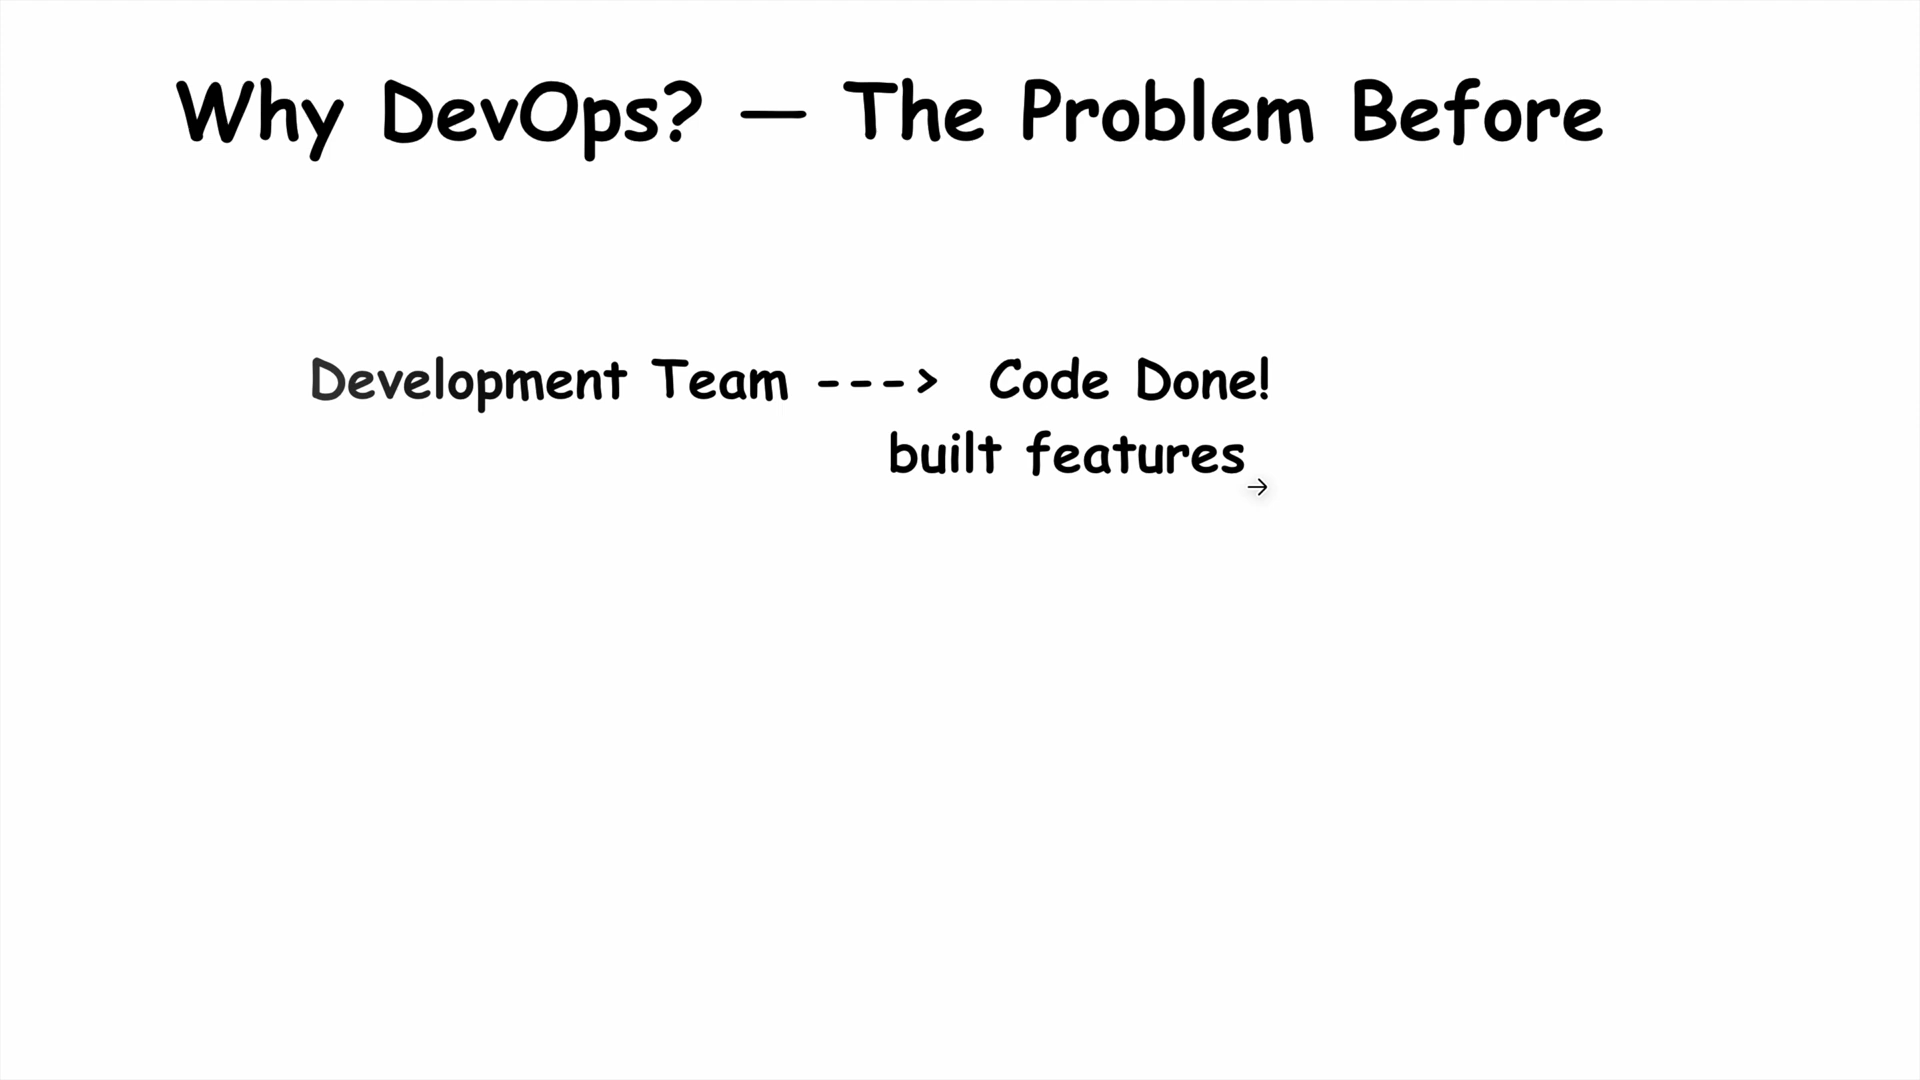 Why DevOps? — The Problem Before
Development Team ---> Code Done!
built features
→